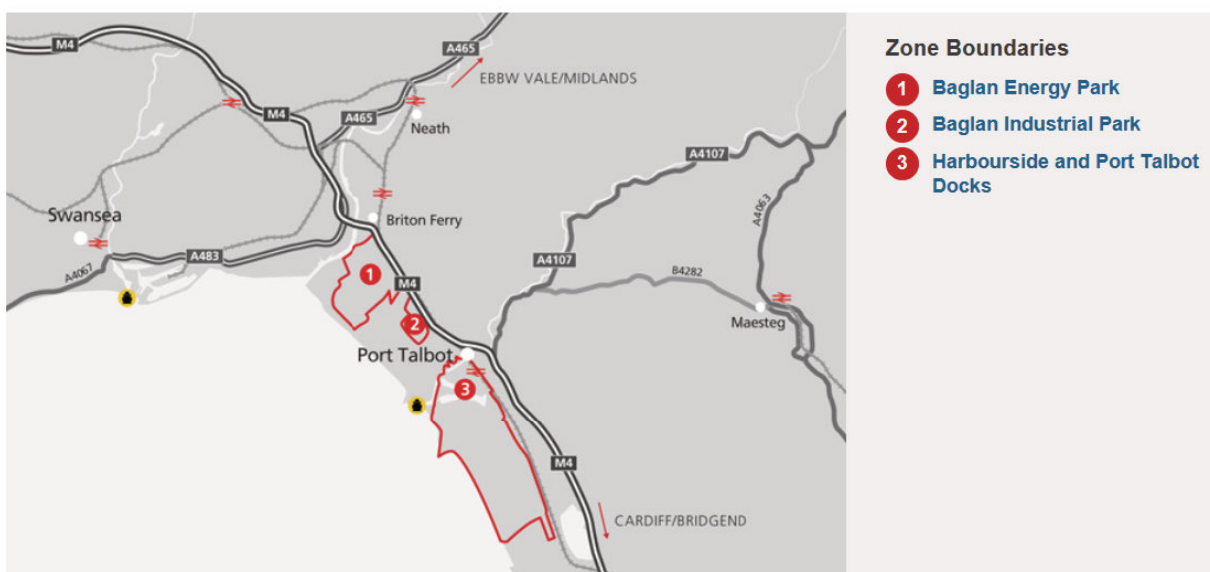 M4
A465
EBBW VALE/MIDLANDS
M4
A465
Neath
A4107
Swansea
Briton Ferry
A4063
A483
A4067
A4107
1
M4
B4282
2
Maesteg
Port Talbot
3
M4
CARDIFF/BRIDGEND
Zone Boundaries
1 Baglan Energy Park
2 Baglan Industrial Park
3 Harbourside and Port Talbot
Docks